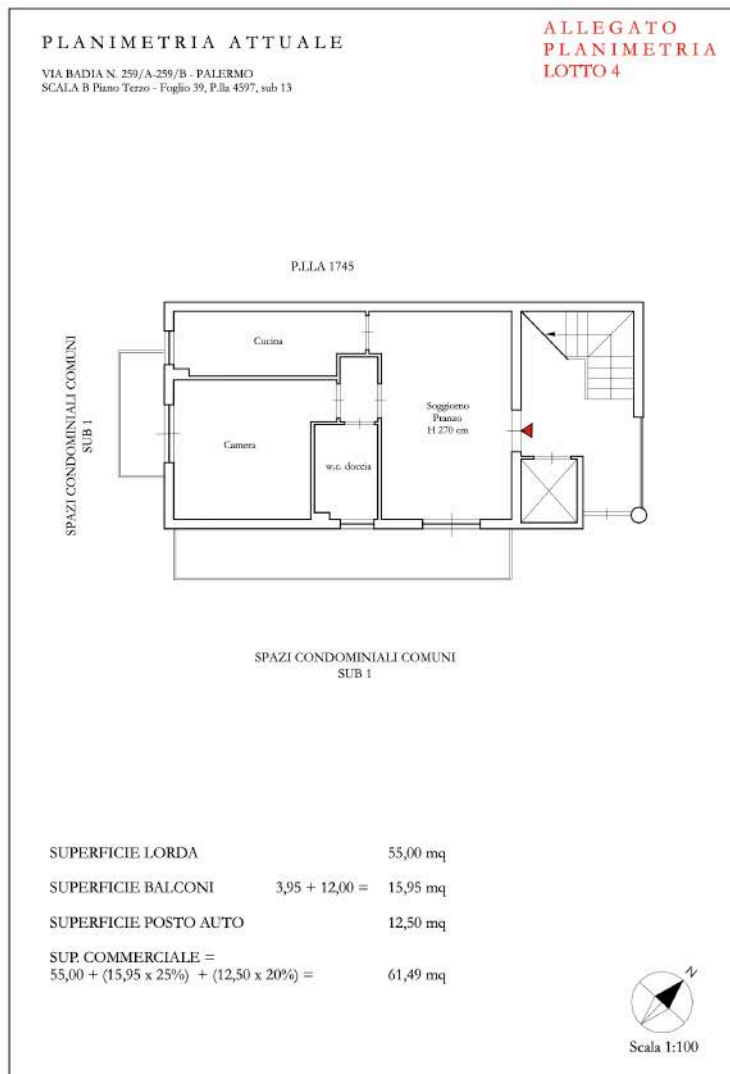 PLANIMETRIA ATTUALE
ALLEGATO
PLANIMETRIA
LOTTO 4
VIA BADIA N. 259/A-259/B - PALERMO
SCALA B Piano Terzo - Foglio 39, P.lla 4597, sub 13
P.LLA 1745
SPAZI CONDOMINIALI COMUNI
SUB 1
Cucina
Camera
w.c. doccia
Soggiorno
Pranzo
H 270 cm
SPAZI CONDOMINIALI COMUNI
SUB 1
SUPERFICIE LORDA 55,00 mq
SUPERFICIE BALCONI 3,95 + 12,00 = 15,95 mq
SUPERFICIE POSTO AUTO 12,50 mq
SUP. COMMERCIALE =
55,00 + (15,95 x 25%) + (12,50 x 20%) = 61,49 mq
N
Scala 1:100